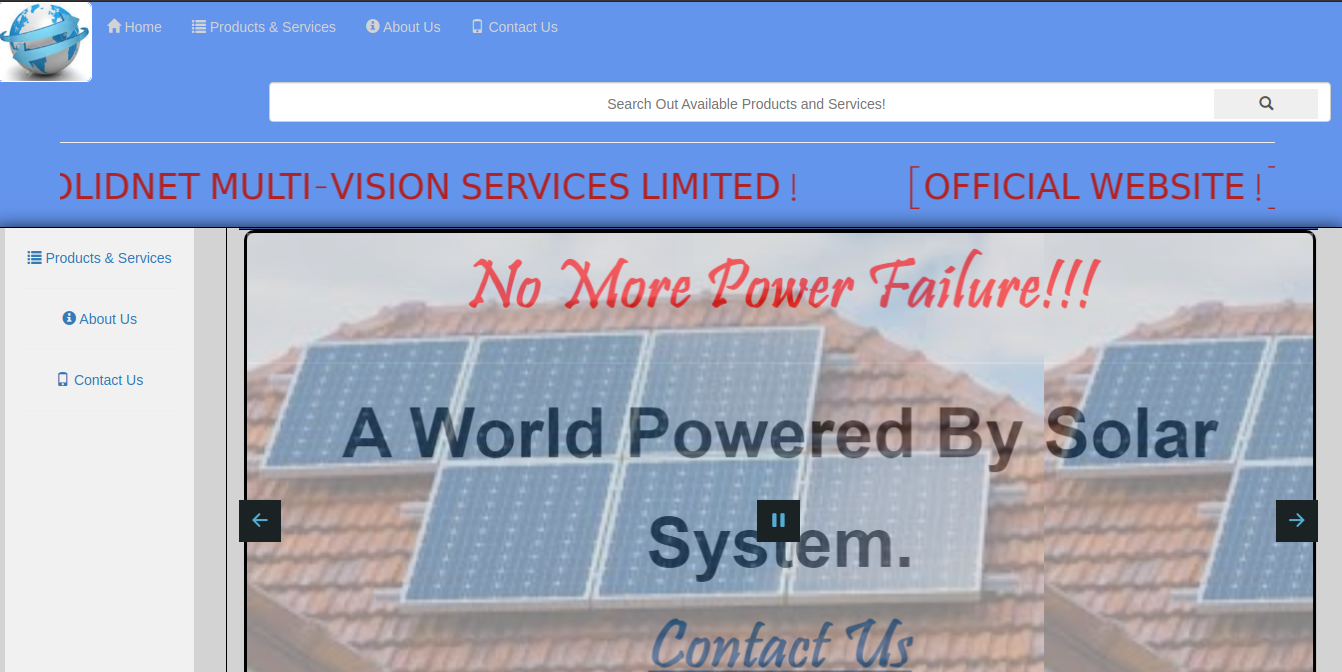 Home Products & Services About Us Contact Us
Search Out Available Products and Services!
OLIDNET MULTI-VISION SERVICES LIMITED! [OFFICIAL WEBSITE!]
Products & Services
About Us
Contact Us
No More Power Failure!!!
A World Powered By Solar
System.
Contact Us